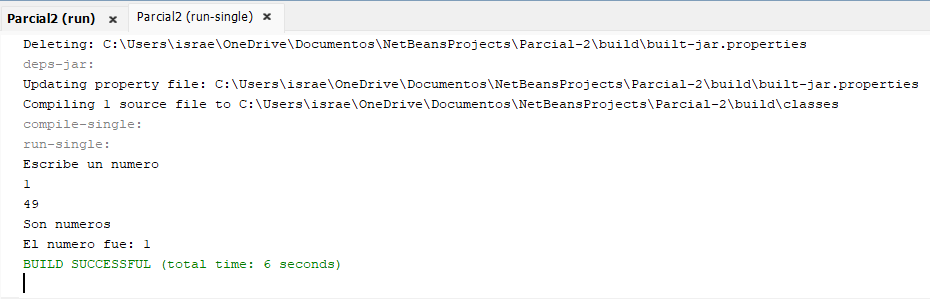 Parcial2 (run) × Parcial2 (run-single) ×
Deleting: C:\Users\israe\OneDrive\Documentos\NetBeansProjects\Parcial-2\build\built-jar.properties
deps-jar:
Updating property file: C:\Users\israe\OneDrive\Documentos\NetBeansProjects\Parcial-2\build\built-jar.properties
Compiling 1 source file to C:\Users\israe\OneDrive\Documentos\NetBeansProjects\Parcial-2\build\classes
compile-single:
run-single:
Escribe un numero
1
49
Son numeros
El numero fue: 1
BUILD SUCCESSFUL (total time: 6 seconds)